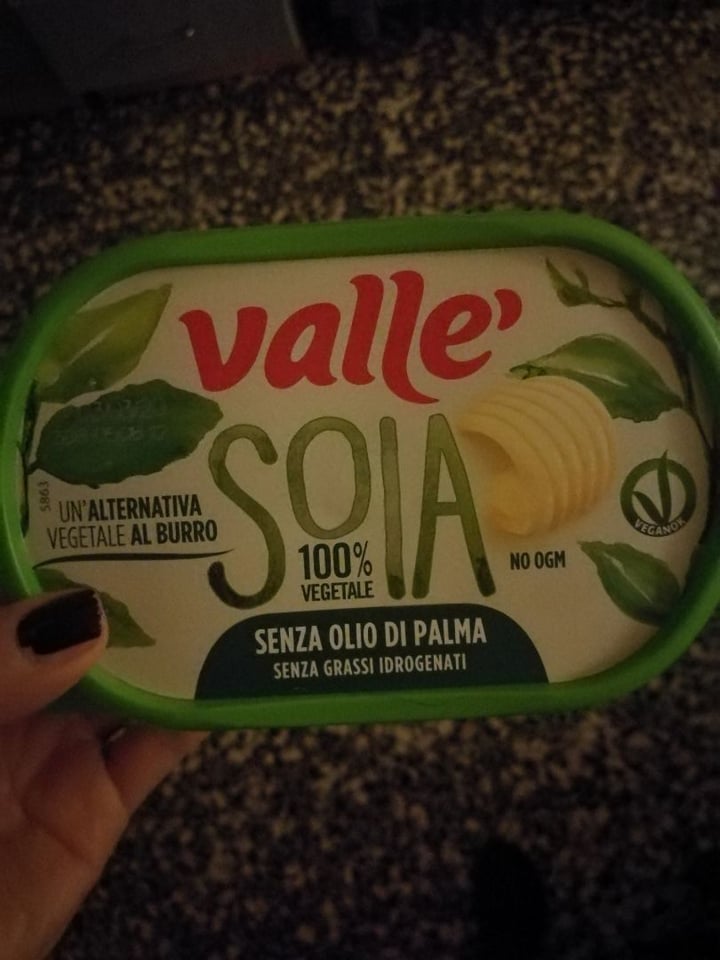 valle'
SOIA
5863
UN'ALTERNATIVA
VEGETALE AL BURRO
100%
VEGETALE
NO OGM
VEGANOK
SENZA OLIO DI PALMA
SENZA GRASSI IDROGENATI